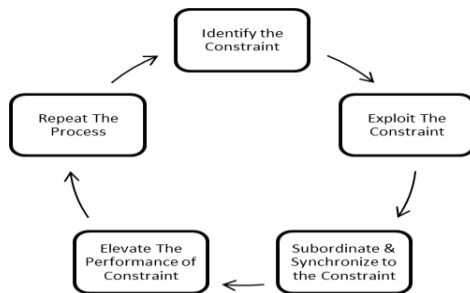 Identify the
Constraint
Exploit The
Constraint
Subordinate &
Synchronize to
the Constraint
Elevate The
Performance of
Constraint
Repeat The
Process